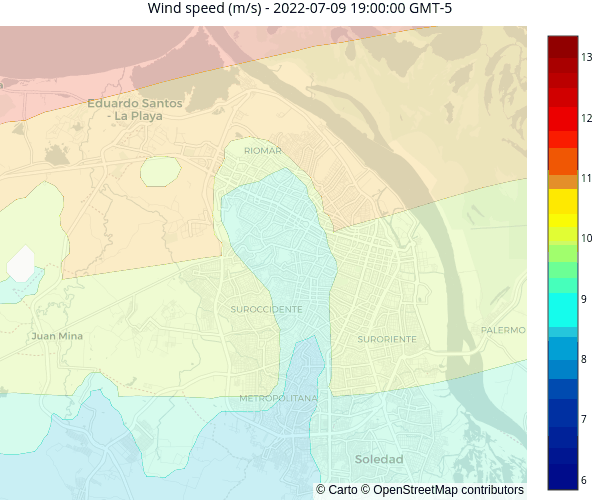 Wind speed (m/s) - 2022-07-09 19:00:00 GMT-5
Eduardo Santos
- La Playa
RIOMAR
SUROCCIDENTE
Juan Mina
SURORIENTE
PALERMO
METROPOLITANA
Soledad
© Carto © OpenStreetMap contributors
13
12
11
10
9
8
7
6